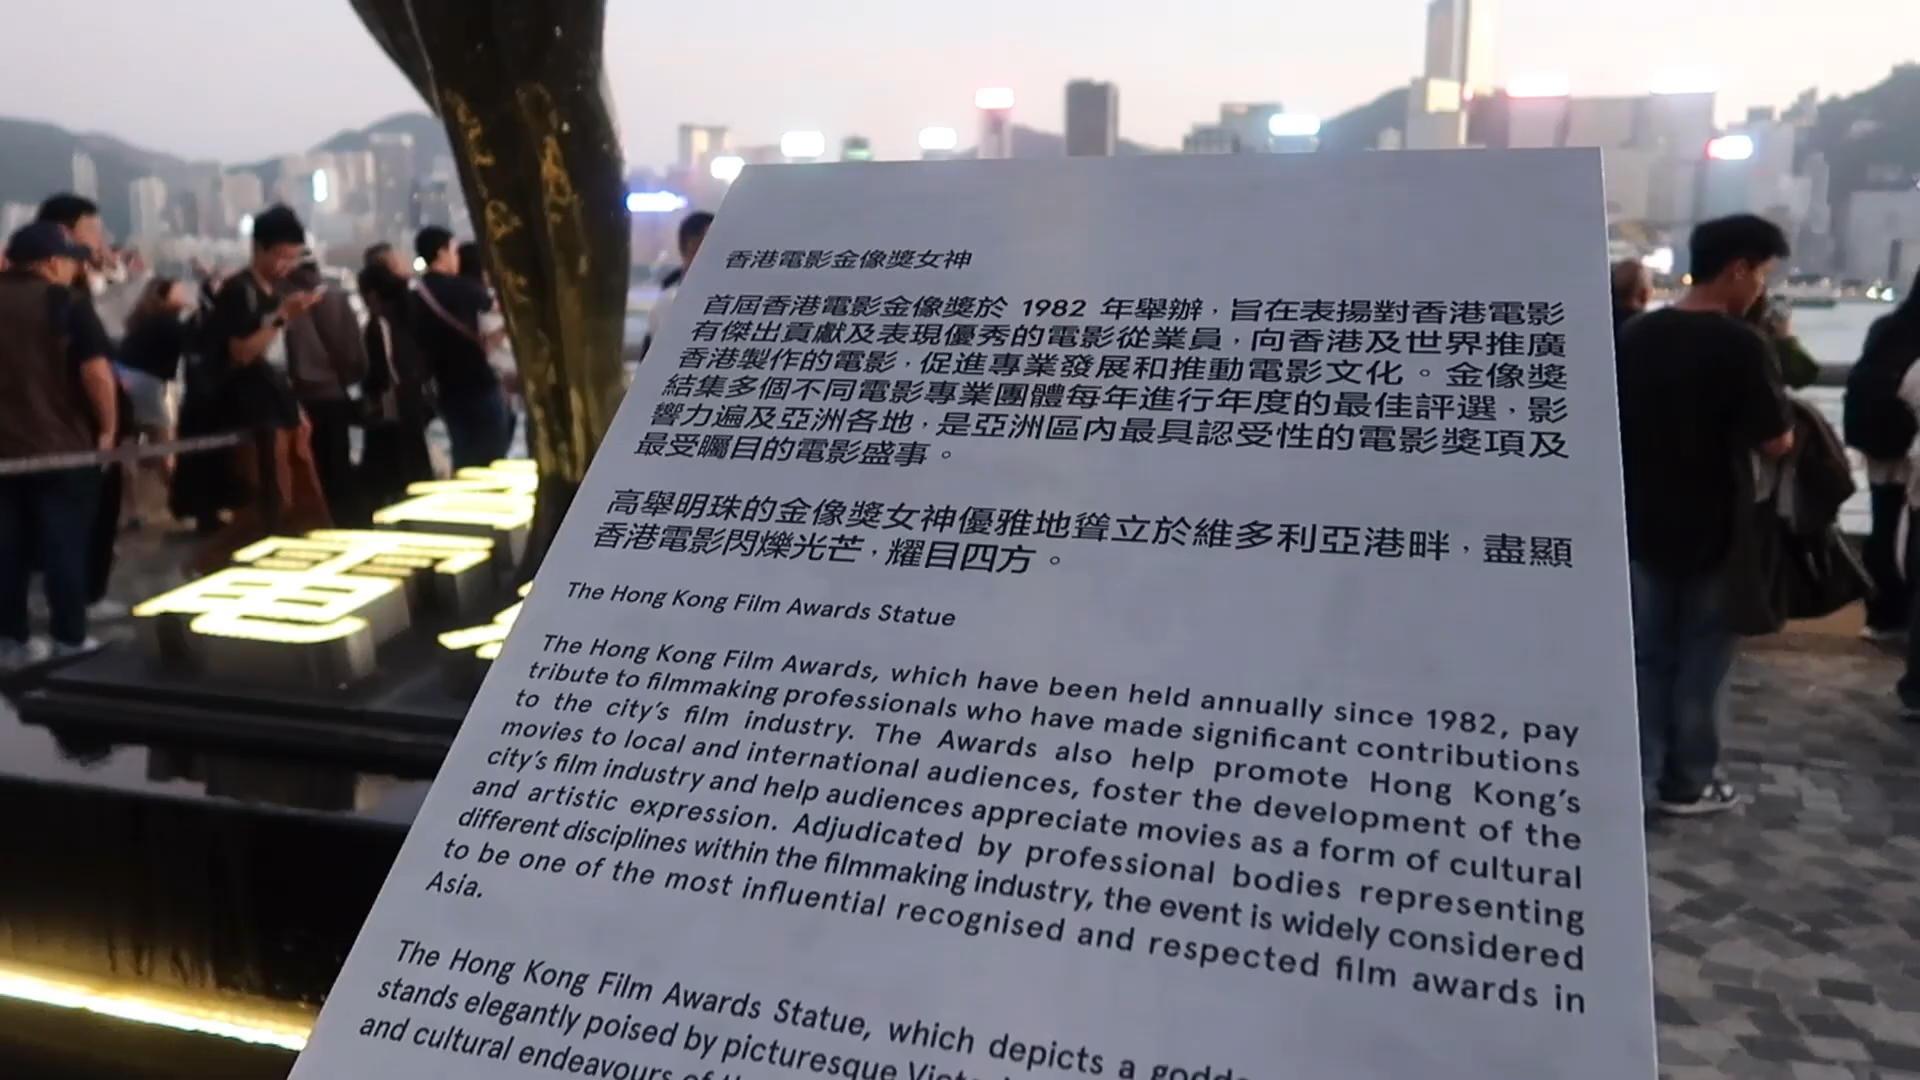 香港電影金像獎女神
首屆香港電影金像獎於 1982 年舉辦，旨在表揚對香港電影
有傑出貢獻及表現優秀的電影從業員，向香港及世界推廣
香港製作的電影，促進專業發展和推動電影文化。金像獎
結集多個不同電影專業團體每年進行年度的最佳評選，影
響力遍及亞洲各地，是亞洲區內最具認受性的電影獎項及
最受矚目的電影盛事。
高舉明珠的金像獎女神優雅地聳立於維多利亞港畔，盡顯
香港電影閃爍光芒，耀目四方。
The Hong Kong Film Awards Statue
The Hong Kong Film Awards, which have been held annually since 1982, pay
tribute to filmmaking professionals who have made significant contributions
to the city's film industry. The Awards also help promote Hong Kong's
movies to local and international audiences, foster the development of the
city's film industry and help audiences appreciate movies as a form of cultural
and artistic expression. Adjudicated by professional bodies representing
different disciplines within the filmmaking industry, the event is widely considered
to be one of the most influential recognised and respected film awards in
Asia.
The Hong Kong Film Awards Statue, which depicts a
stands elegantly poised by picturesque
and cultural endeavours of